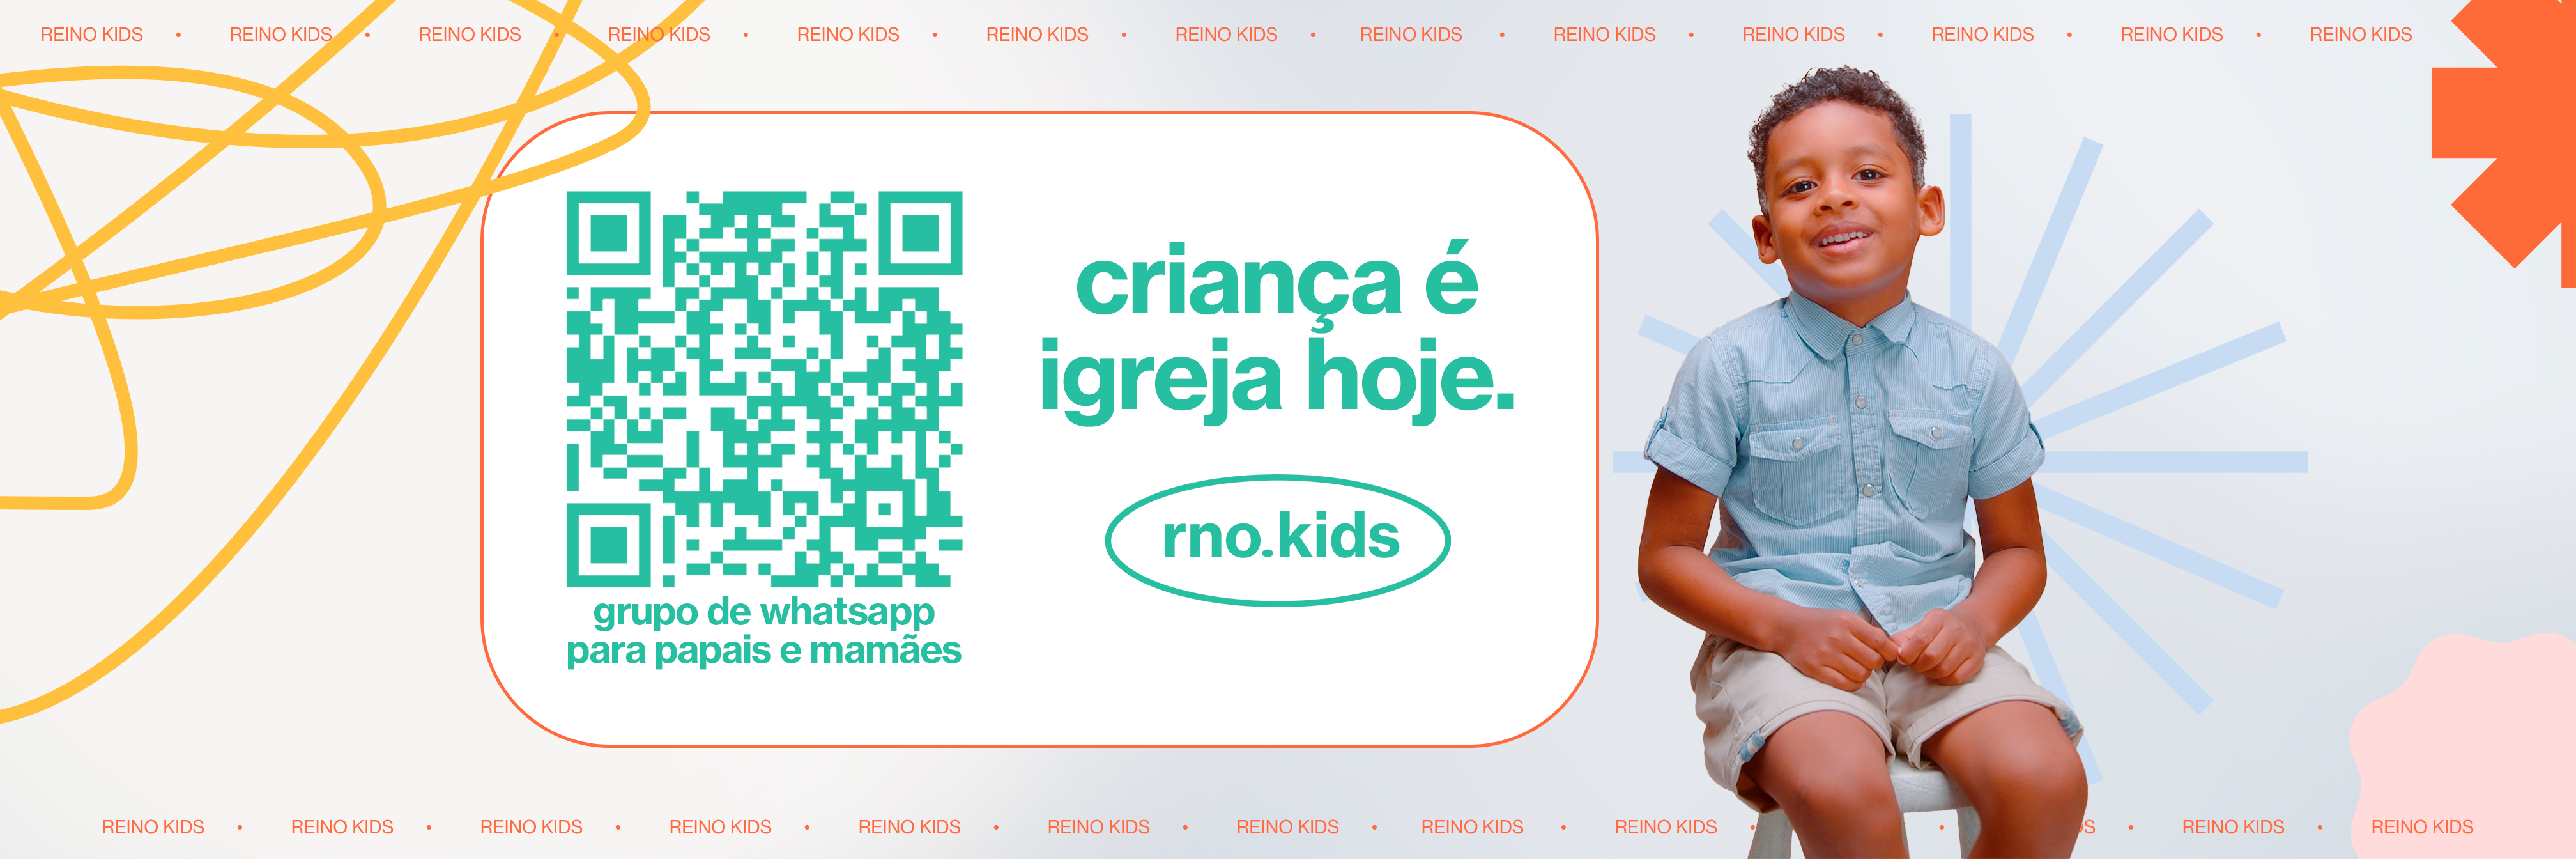 REINO KIDS • REINO KIDS • REINO KIDS • REINO KIDS • REINO KIDS • REINO KIDS • REINO KIDS • REINO KIDS • REINO KIDS • REINO KIDS • REINO KIDS • REINO KIDS • REINO KIDS
criança é
igreja hoje.
rno.kids
grupo de whatsapp
para papais e mamães
REINO KIDS • REINO KIDS • REINO KIDS • REINO KIDS • REINO KIDS • REINO KIDS • REINO KIDS • REINO KIDS • REINO KIDS • • • REINO KIDS • REINO KIDS